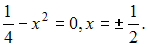 1/4 - x² = 0, x = ± 1/2.